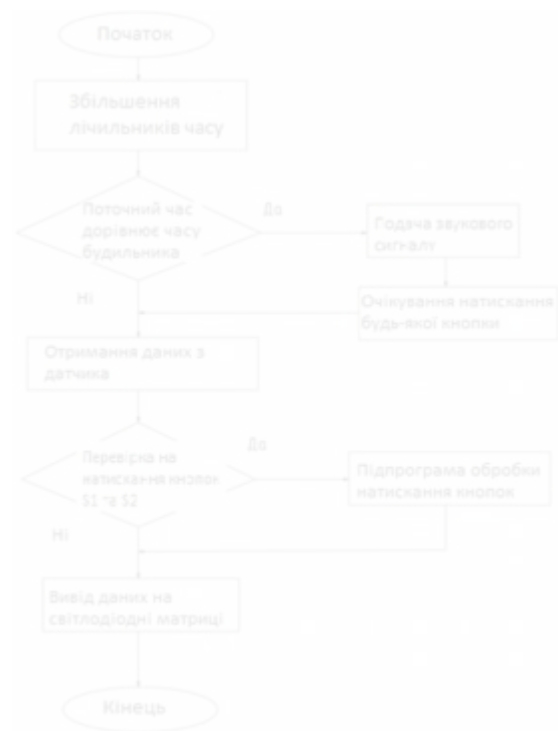 Початок
Збільшення
лічильників часу
Поточний час
дорівнює часу
будильника
Да
Подача звукового
сигналу
Ні
Очікування натискання
будь-якої кнопки
Отримання даних з
датчика
Перевірка на
натискання кнопок
S1 та S2
Да
Підпрограма обробки
натискання кнопок
Ні
Вивід даних на
світлодіодні матриці
Кінець